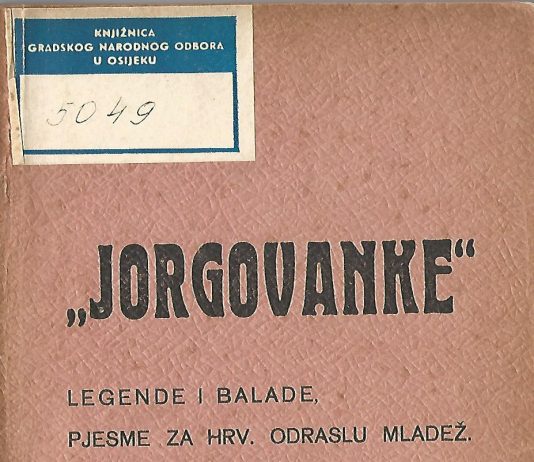 KNJIŽNICA
GRADSKOG NARODNOG ODBORA
U OSIJEKU
5049
„JORGOVANKE“
LEGENDE I BALADE,
PJESME ZA HRV. ODRASLU MLADEŽ.